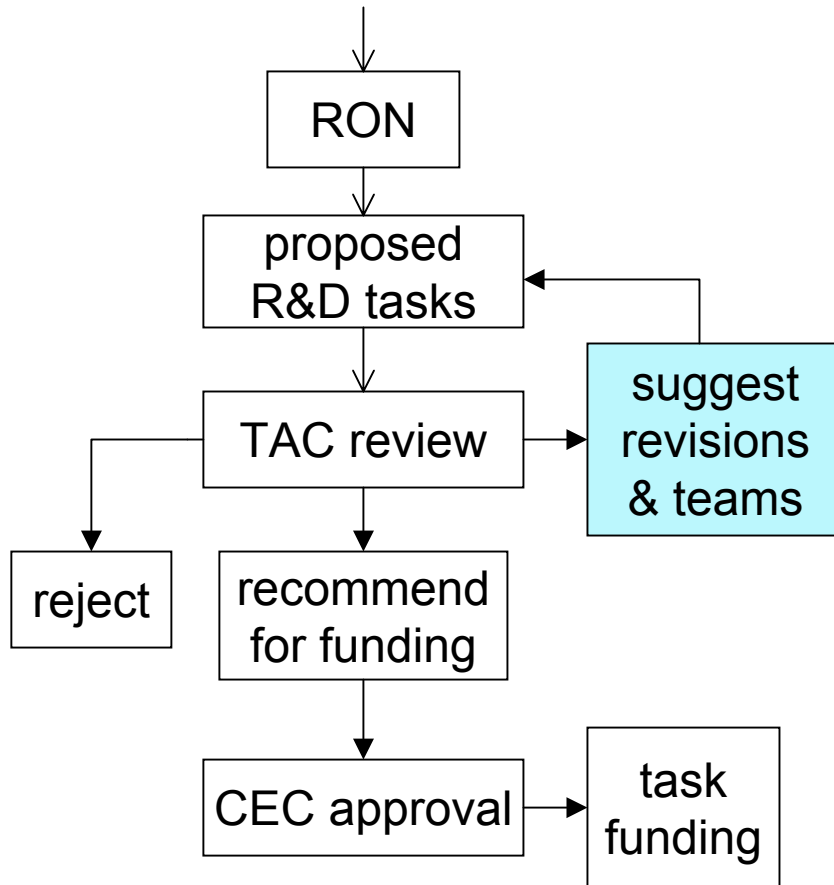 RON
proposed
R&D tasks
TAC review
suggest
revisions
& teams
reject
recommend
for funding
CEC approval
task
funding